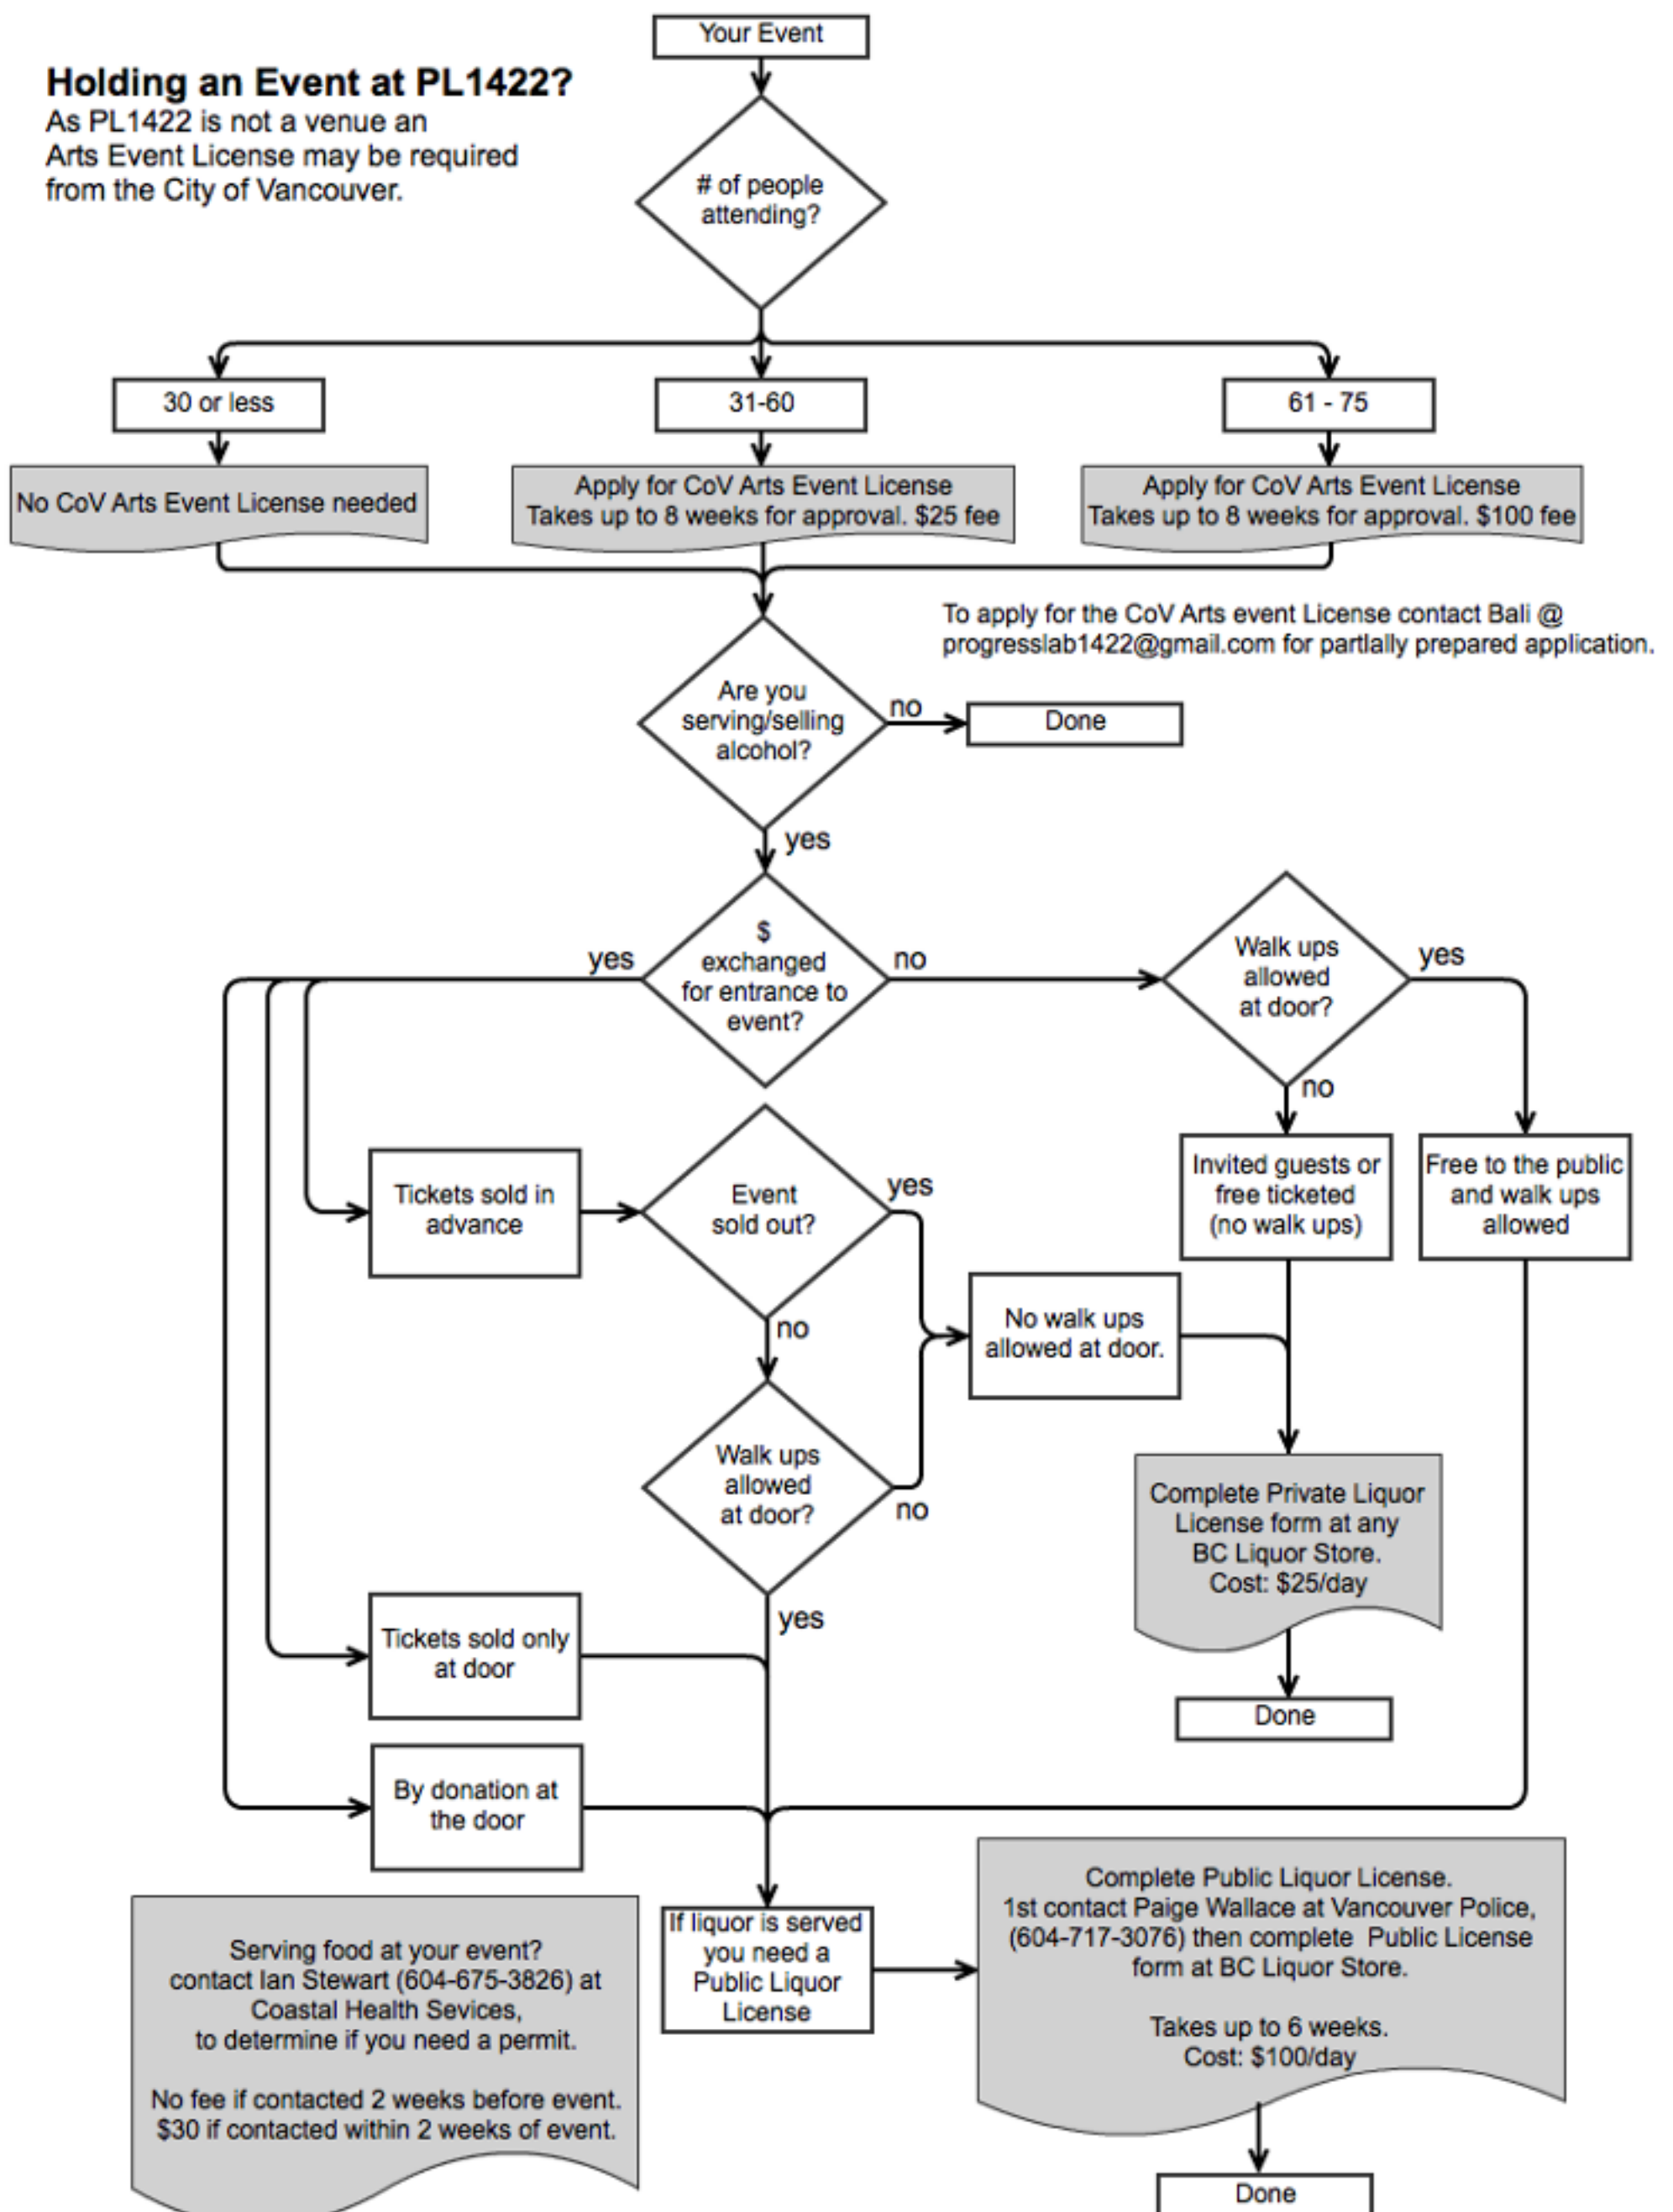 Your Event
Holding an Event at PL1422?
As PL1422 is not a venue an
Arts Event License may be required
from the City of Vancouver.
# of people
attending?
30 or less
31-60
61 - 75
No CoV Arts Event License needed
Apply for CoV Arts Event License
Takes up to 8 weeks for approval. $25 fee
Apply for CoV Arts Event License
Takes up to 8 weeks for approval. $100 fee
To apply for the CoV Arts event License contact Bali @
progresslab1422@gmail.com for partlally prepared application.
Are you
serving/selling
alcohol?
no
Done
yes
$
exchanged
for entrance to
event?
yes
no
Walk ups
allowed
at door?
yes
no
Tickets sold in
advance
Event
sold out?
yes
no
Invited guests or
free ticketed
(no walk ups)
Free to the public
and walk ups
allowed
No walk ups
allowed at door.
Walk ups
allowed
at door?
no
yes
Complete Private Liquor
License form at any
BC Liquor Store.
Cost: $25/day
Done
Tickets sold only
at door
By donation at
the door
If liquor is served
you need a
Public Liquor
License
Complete Public Liquor License.
1st contact Paige Wallace at Vancouver Police,
(604-717-3076) then complete Public License
form at BC Liquor Store.
Takes up to 6 weeks.
Cost: $100/day
Done
Serving food at your event?
contact Ian Stewart (604-675-3826) at
Coastal Health Sevices,
to determine if you need a permit.
No fee if contacted 2 weeks before event.
$30 if contacted within 2 weeks of event.